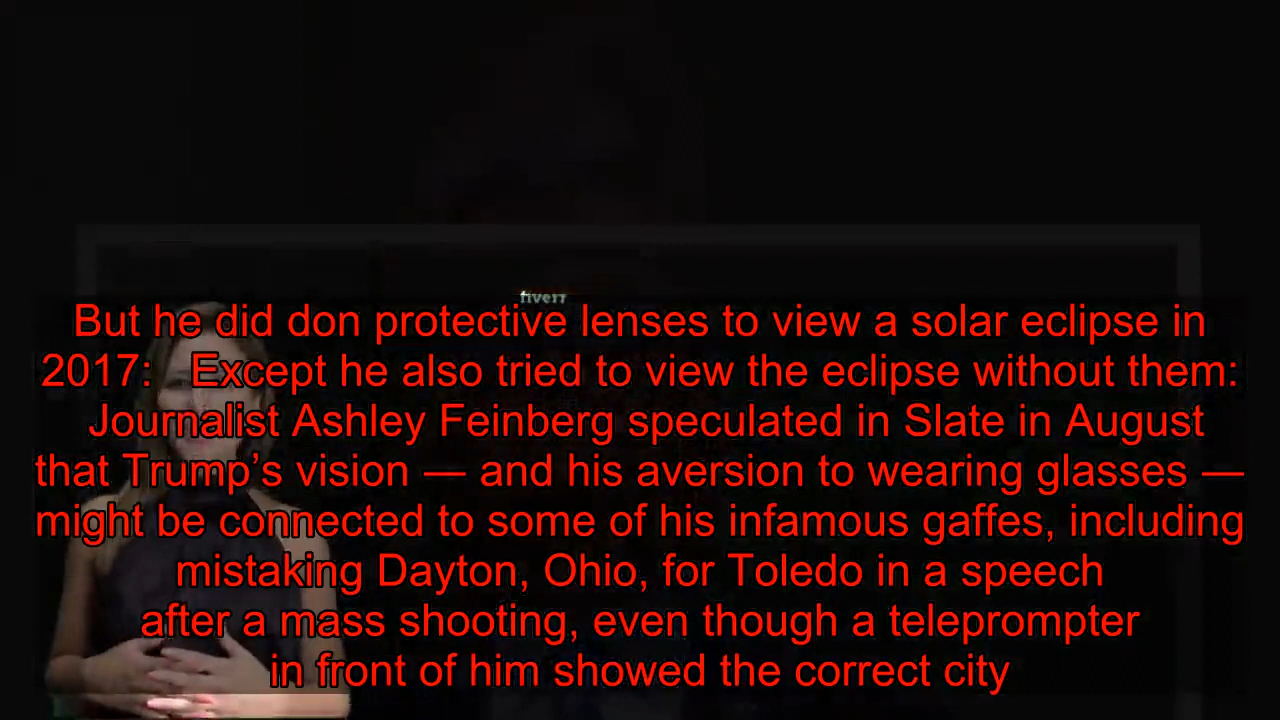 fiverr
But he did don protective lenses to view a solar eclipse in
2017:   Except he also tried to view the eclipse without them:
Journalist Ashley Feinberg speculated in Slate in August
that Trump’s vision — and his aversion to wearing glasses —
might be connected to some of his infamous gaffes, including
mistaking Dayton, Ohio, for Toledo in a speech
after a mass shooting, even though a teleprompter
in front of him showed the correct city